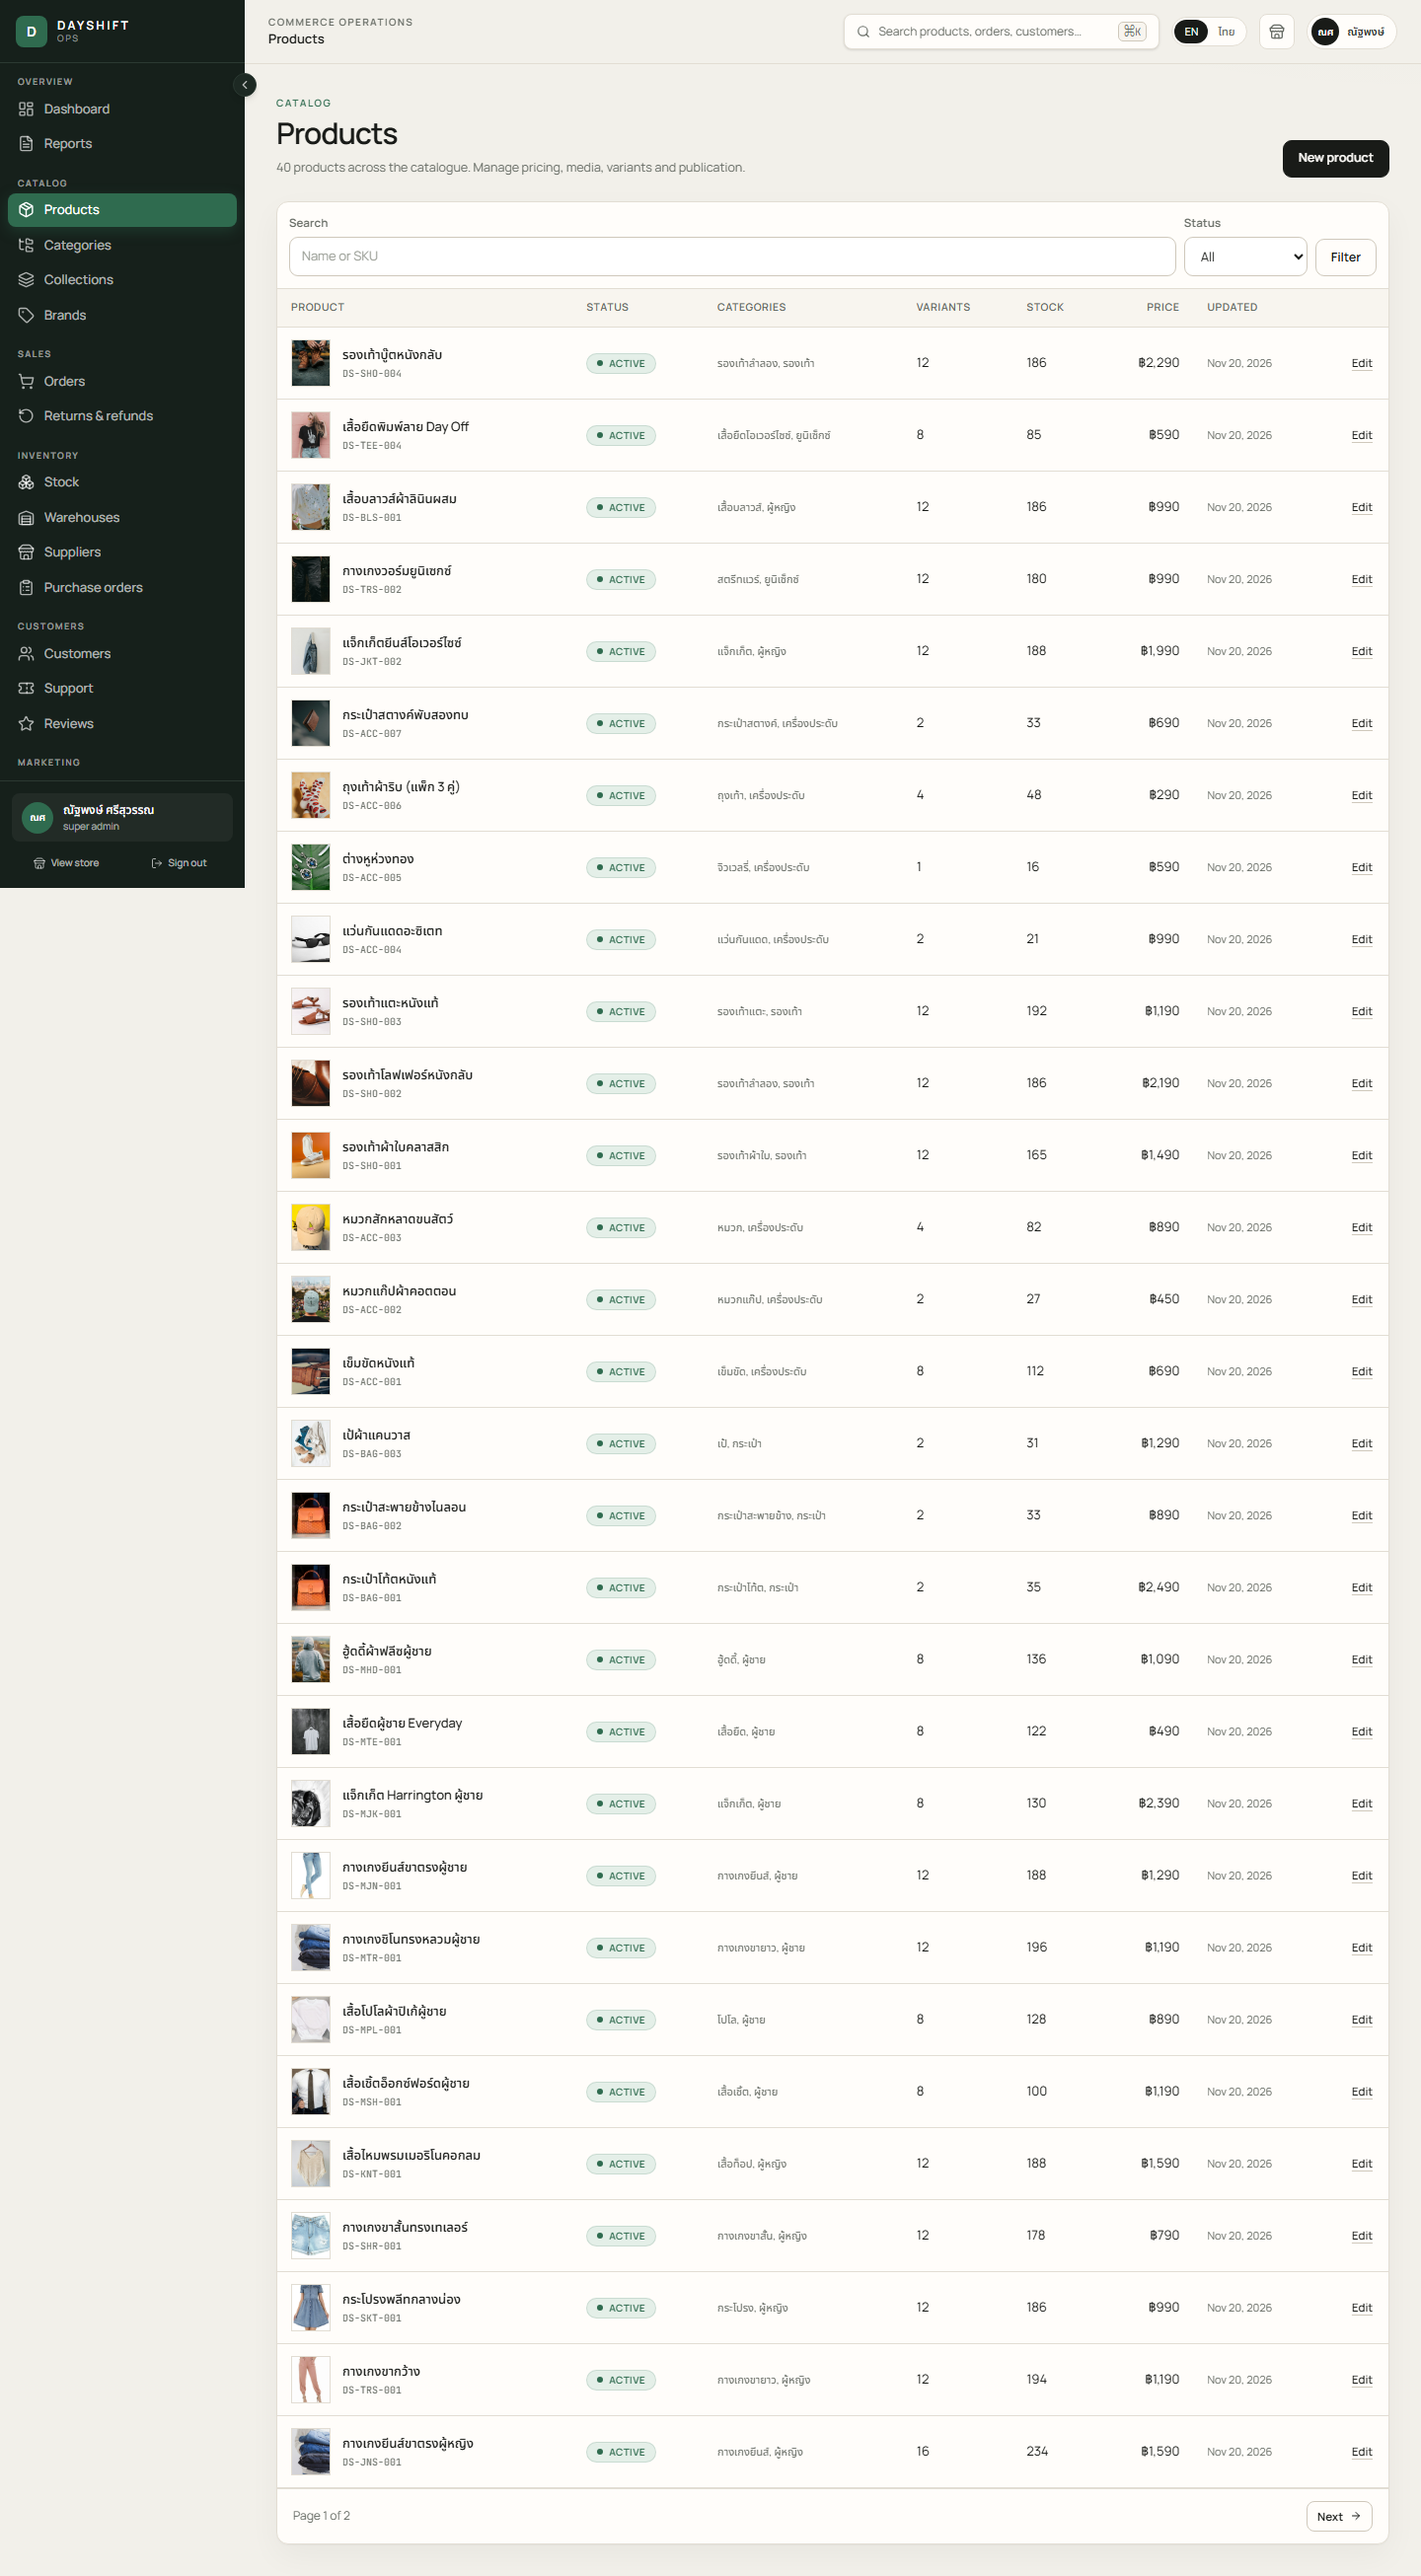 D
DAYSHIFT
OPS
OVERVIEW
Dashboard
Reports
CATALOG
Products
Categories
Collections
Brands
SALES
Orders
Returns & refunds
INVENTORY
Stock
Warehouses
Suppliers
Purchase orders
CUSTOMERS
Customers
Support
Reviews
MARKETING
ณศ
ณัฐพงษ์ ศรีสุวรรณ
super admin
View store
Sign out
COMMERCE OPERATIONS
Products
Search products, orders, customers...
⌘K
EN
ไทย
ณศ
ณัฐพงษ์
CATALOG
Products
40 products across the catalogue. Manage pricing, media, variants and publication.
New product
Search
Status
Name or SKU
All
Filter
PRODUCT STATUS CATEGORIES VARIANTS STOCK PRICE UPDATED
รองเท้าบู๊ตหนังกลับ
DS-SHO-004
ACTIVE รองเท้าลำลอง, รองเท้า 12 186 ฿2,290 Nov 20, 2026 Edit
เสื้อยืดพิมพ์ลาย Day Off
DS-TEE-004
ACTIVE เสื้อยืดโอเวอร์ไซซ์, ยูนิเซ็กซ์ 8 85 ฿590 Nov 20, 2026 Edit
เสื้อบลาวส์ผ้าลินินผสม
DS-BLS-001
ACTIVE เสื้อบลาวส์, ผู้หญิง 12 186 ฿990 Nov 20, 2026 Edit
กางเกงวอร์มยูนิเซกซ์
DS-TRS-002
ACTIVE สตรีทแวร์, ยูนิเซ็กซ์ 12 180 ฿990 Nov 20, 2026 Edit
แจ็กเก็ตยีนส์โอเวอร์ไซซ์
DS-JKT-002
ACTIVE แจ็กเก็ต, ผู้หญิง 12 188 ฿1,990 Nov 20, 2026 Edit
กระเป๋าสตางค์พับสองทบ
DS-ACC-007
ACTIVE กระเป๋าสตางค์, เครื่องประดับ 2 33 ฿690 Nov 20, 2026 Edit
ถุงเท้าผ้าริบ (แพ็ก 3 คู่)
DS-ACC-006
ACTIVE ถุงเท้า, เครื่องประดับ 4 48 ฿290 Nov 20, 2026 Edit
ต่างหูห่วงทอง
DS-ACC-005
ACTIVE จิวเวลรี่, เครื่องประดับ 1 16 ฿590 Nov 20, 2026 Edit
แว่นกันแดดอะซิเตท
DS-ACC-004
ACTIVE แว่นกันแดด, เครื่องประดับ 2 21 ฿990 Nov 20, 2026 Edit
รองเท้าแตะหนังแท้
DS-SHO-003
ACTIVE รองเท้าแตะ, รองเท้า 12 192 ฿1,190 Nov 20, 2026 Edit
รองเท้าโลฟเฟอร์หนังกลับ
DS-SHO-002
ACTIVE รองเท้าลำลอง, รองเท้า 12 186 ฿2,190 Nov 20, 2026 Edit
รองเท้าผ้าใบคลาสสิก
DS-SHO-001
ACTIVE รองเท้าผ้าใบ, รองเท้า 12 165 ฿1,490 Nov 20, 2026 Edit
หมวกสักหลาดขนสัตว์
DS-ACC-003
ACTIVE หมวก, เครื่องประดับ 4 82 ฿890 Nov 20, 2026 Edit
หมวกแก๊ปผ้าคอตตอน
DS-ACC-002
ACTIVE หมวกแก๊ป, เครื่องประดับ 2 27 ฿450 Nov 20, 2026 Edit
เข็มขัดหนังแท้
DS-ACC-001
ACTIVE เข็มขัด, เครื่องประดับ 8 112 ฿690 Nov 20, 2026 Edit
เป้ผ้าแคนวาส
DS-BAG-003
ACTIVE เป้, กระเป๋า 2 31 ฿1,290 Nov 20, 2026 Edit
กระเป๋าสะพายข้างไนลอน
DS-BAG-002
ACTIVE กระเป๋าสะพายข้าง, กระเป๋า 2 33 ฿890 Nov 20, 2026 Edit
กระเป๋าโท้ตหนังแท้
DS-BAG-001
ACTIVE กระเป๋าโท้ต, กระเป๋า 2 35 ฿2,490 Nov 20, 2026 Edit
ฮู้ดดี้ผ้าฟลีซผู้ชาย
DS-MHD-001
ACTIVE ฮู้ดดี้, ผู้ชาย 8 136 ฿1,090 Nov 20, 2026 Edit
เสื้อยืดผู้ชาย Everyday
DS-MTE-001
ACTIVE เสื้อยืด, ผู้ชาย 8 122 ฿490 Nov 20, 2026 Edit
แจ็กเก็ต Harrington ผู้ชาย
DS-MJK-001
ACTIVE แจ็กเก็ต, ผู้ชาย 8 130 ฿2,390 Nov 20, 2026 Edit
กางเกงยีนส์ขาตรงผู้ชาย
DS-MJN-001
ACTIVE กางเกงยีนส์, ผู้ชาย 12 188 ฿1,290 Nov 20, 2026 Edit
กางเกงชิโนทรงหลวมผู้ชาย
DS-MTR-001
ACTIVE กางเกงขายาว, ผู้ชาย 12 196 ฿1,190 Nov 20, 2026 Edit
เสื้อโปโลผ้าปิเก้ผู้ชาย
DS-MPL-001
ACTIVE โปโล, ผู้ชาย 8 128 ฿890 Nov 20, 2026 Edit
เสื้อเชิ้ตอ็อกซ์ฟอร์ดผู้ชาย
DS-MSH-001
ACTIVE เสื้อเชิ้ต, ผู้ชาย 8 100 ฿1,190 Nov 20, 2026 Edit
เสื้อไหมพรมเมอริโนคอกลม
DS-KNT-001
ACTIVE เสื้อท็อป, ผู้หญิง 12 188 ฿1,590 Nov 20, 2026 Edit
กางเกงขาสั้นทรงเทเลอร์
DS-SHR-001
ACTIVE กางเกงขาสั้น, ผู้หญิง 12 178 ฿790 Nov 20, 2026 Edit
กระโปรงพลีทกลางน่อง
DS-SKT-001
ACTIVE กระโปรง, ผู้หญิง 12 186 ฿990 Nov 20, 2026 Edit
กางเกงขากว้าง
DS-TRS-001
ACTIVE กางเกงขายาว, ผู้หญิง 12 194 ฿1,190 Nov 20, 2026 Edit
กางเกงยีนส์ขาตรงผู้หญิง
DS-JNS-001
ACTIVE กางเกงยีนส์, ผู้หญิง 16 234 ฿1,590 Nov 20, 2026 Edit
Page 1 of 2
Next